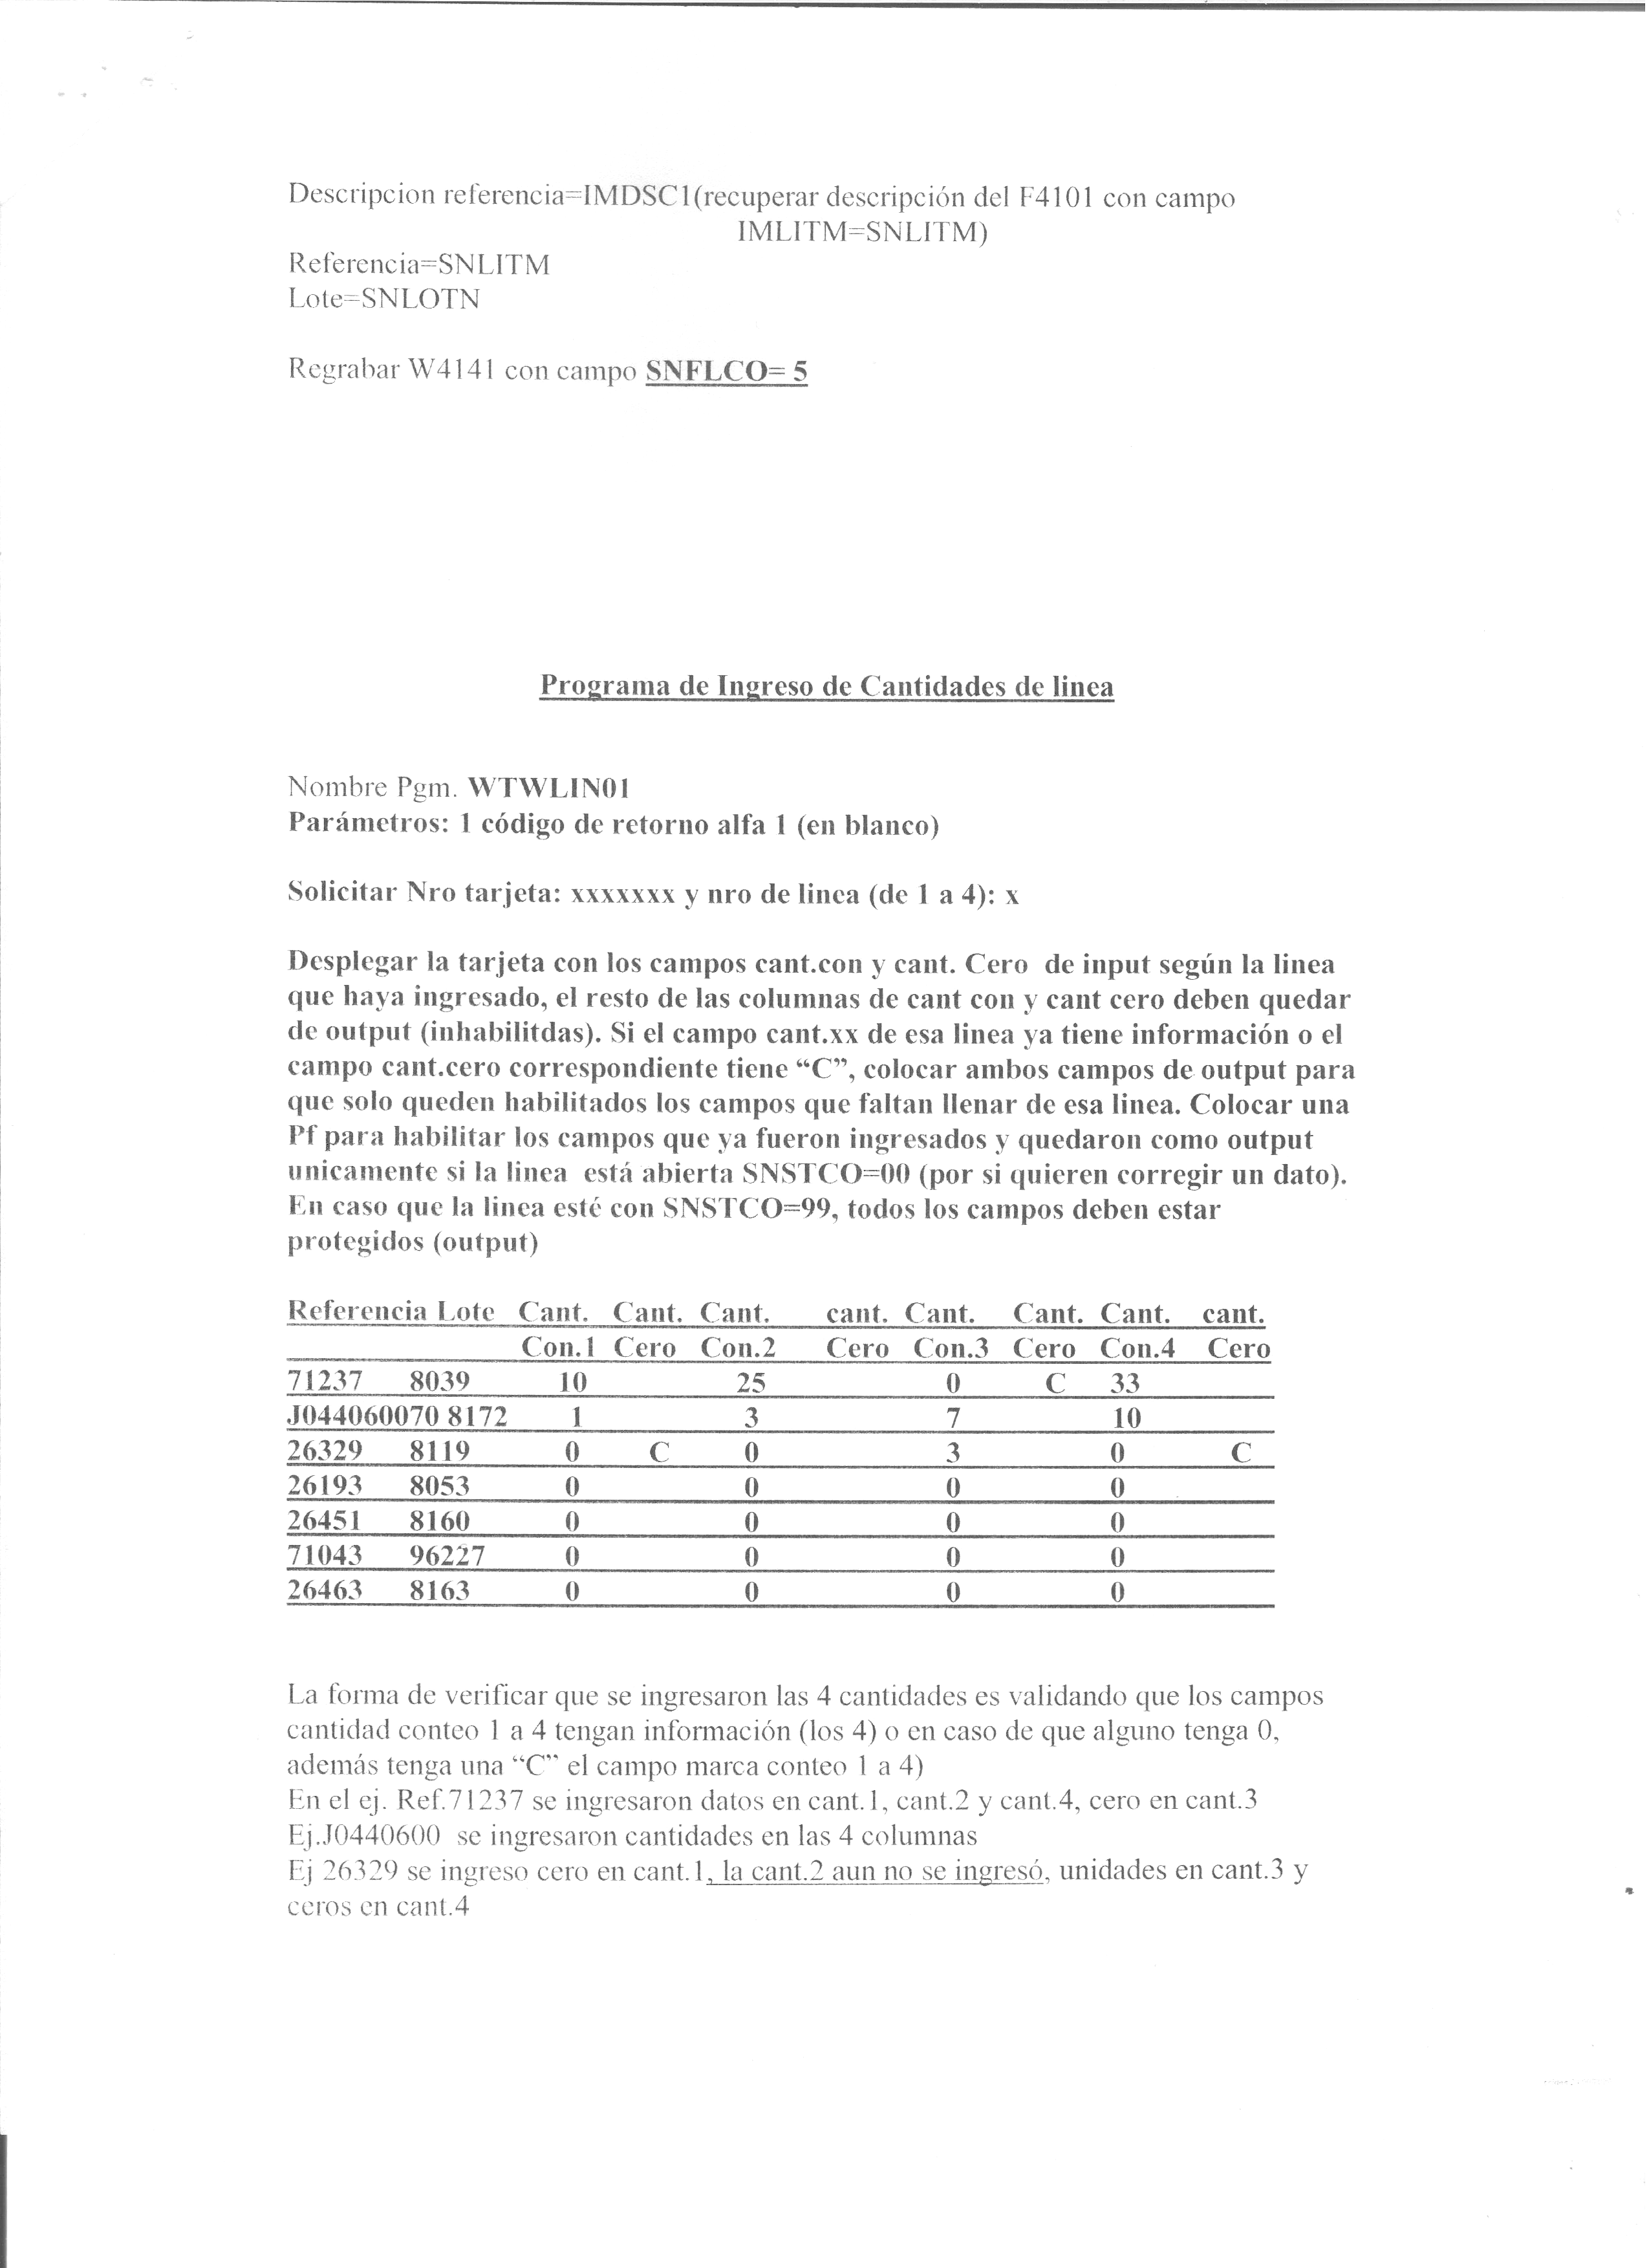 Descripcion referencia=IMDSC1(recuperar descripción del F4101 con campo
IMLITM=SNLITM)
Referencia=SNLITM
Lote=SNLOTN
Regrabar W4141 con campo SNFLCO= 5
Programa de Ingreso de Cantidades de linea
Nombre Pgm. WTWLIN01
Parámetros: 1 código de retorno alfa 1 (en blanco)
Solicitar Nro tarjeta: xxxxxxx y nro de linea (de 1 a 4): x
Desplegar la tarjeta con los campos cant.con y cant. Cero de input según la linea
que haya ingresado, el resto de las columnas de cant con y cant cero deben quedar
de output (inhabilitdas). Si el campo cant.xx de esa linea ya tiene información o el
campo cant.cero correspondiente tiene “C”, colocar ambos campos de output para
que solo queden habilitados los campos que faltan llenar de esa linea. Colocar una
Pf para habilitar los campos que ya fueron ingresados y quedaron como output
unicamente si la linea está abierta SNSTCO=00 (por si quieren corregir un dato).
En caso que la linea esté con SNSTCO=99, todos los campos deben estar
protegidos (output)
Referencia Lote Cant. Cant. Cant. cant. Cant. Cant. Cant. cant.
Con.1 Cero Con.2 Cero Con.3 Cero Con.4 Cero
71237 8039 10 25 0 C 33
J044060070 8172 1 3 7 10
26329 8119 0 C 0 3 0 C
26193 8053 0 0 0 0
26451 8160 0 0 0 0
71043 96227 0 0 0 0
26463 8163 0 0 0 0
La forma de verificar que se ingresaron las 4 cantidades es validando que los campos
cantidad conteo 1 a 4 tengan información (los 4) o en caso de que alguno tenga 0,
además tenga una “C” el campo marca conteo 1 a 4)
En el ej. Ref.71237 se ingresaron datos en cant.1, cant.2 y cant.4, cero en cant.3
Ej.J0440600 se ingresaron cantidades en las 4 columnas
Ej 26329 se ingreso cero en cant.1, la cant.2 aun no se ingresó, unidades en cant.3 y
ceros en cant.4